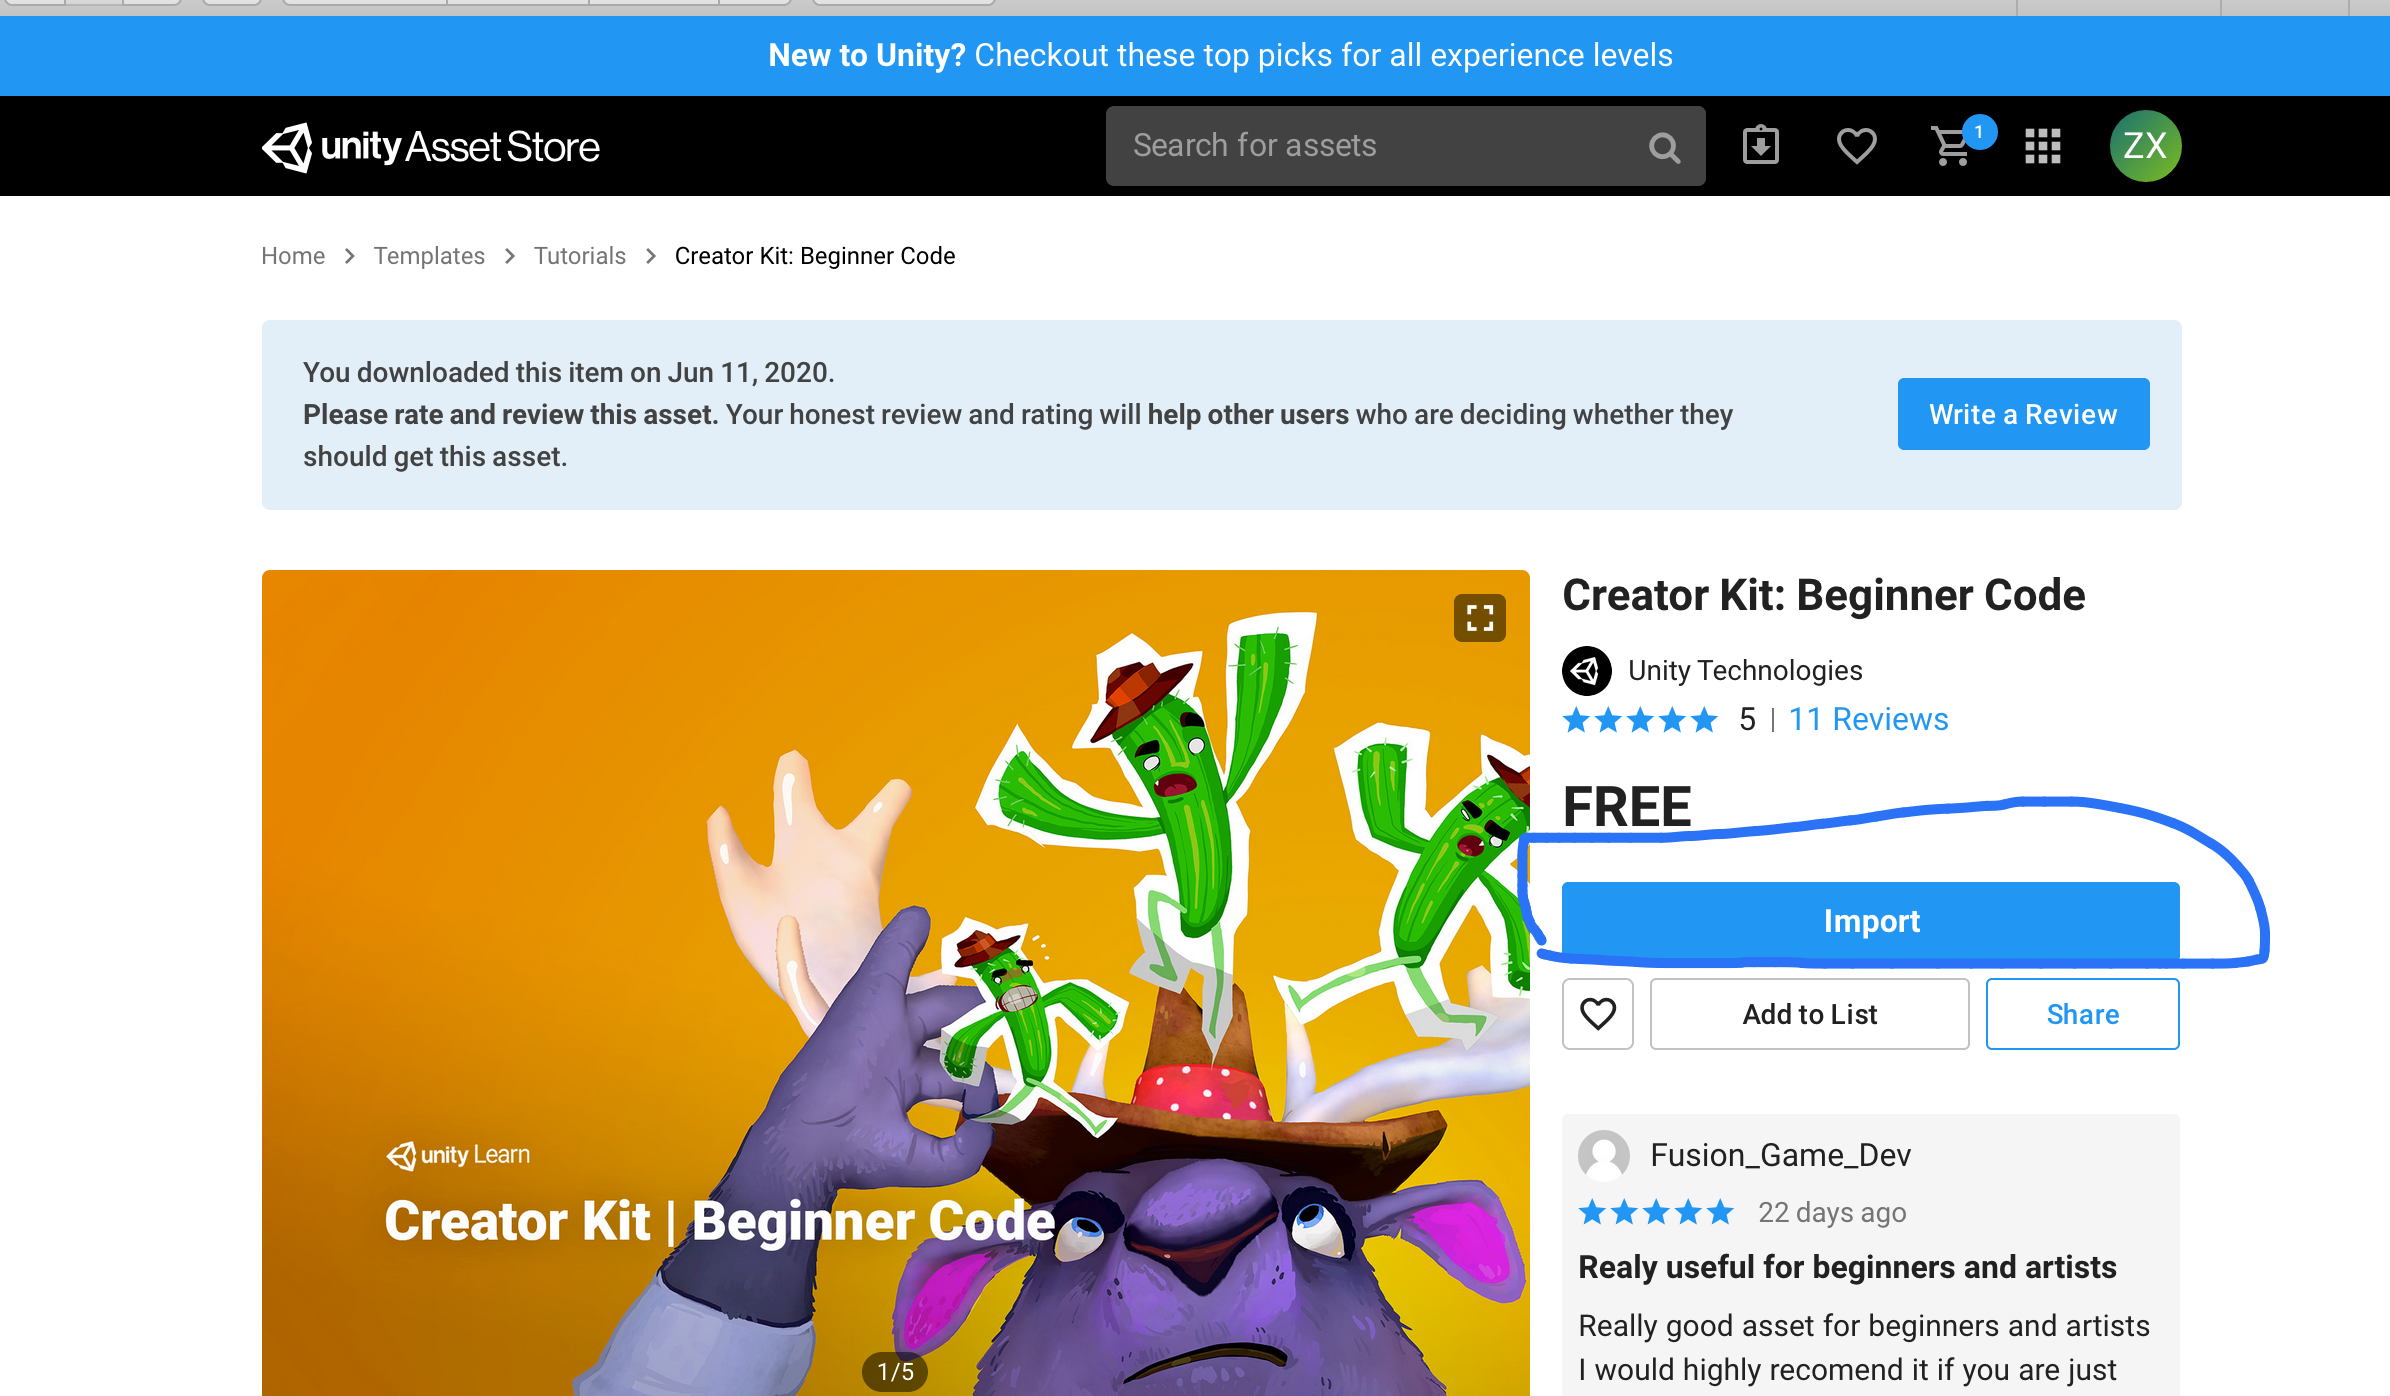 New to Unity? Checkout these top picks for all experience levels
unity Asset Store
Search for assets
1
ZX
Home > Templates > Tutorials > Creator Kit: Beginner Code
You downloaded this item on Jun 11, 2020.
Please rate and review this asset. Your honest review and rating will help other users who are deciding whether they
should get this asset.
Write a Review
unity Learn
Creator Kit | Beginner Code
1/5
Creator Kit: Beginner Code
Unity Technologies
5 | 11 Reviews
FREE
Import
Add to List
Share
Fusion_Game_Dev
22 days ago
Realy useful for beginners and artists
Really good asset for beginners and artists
I would highly recomend it if you are just